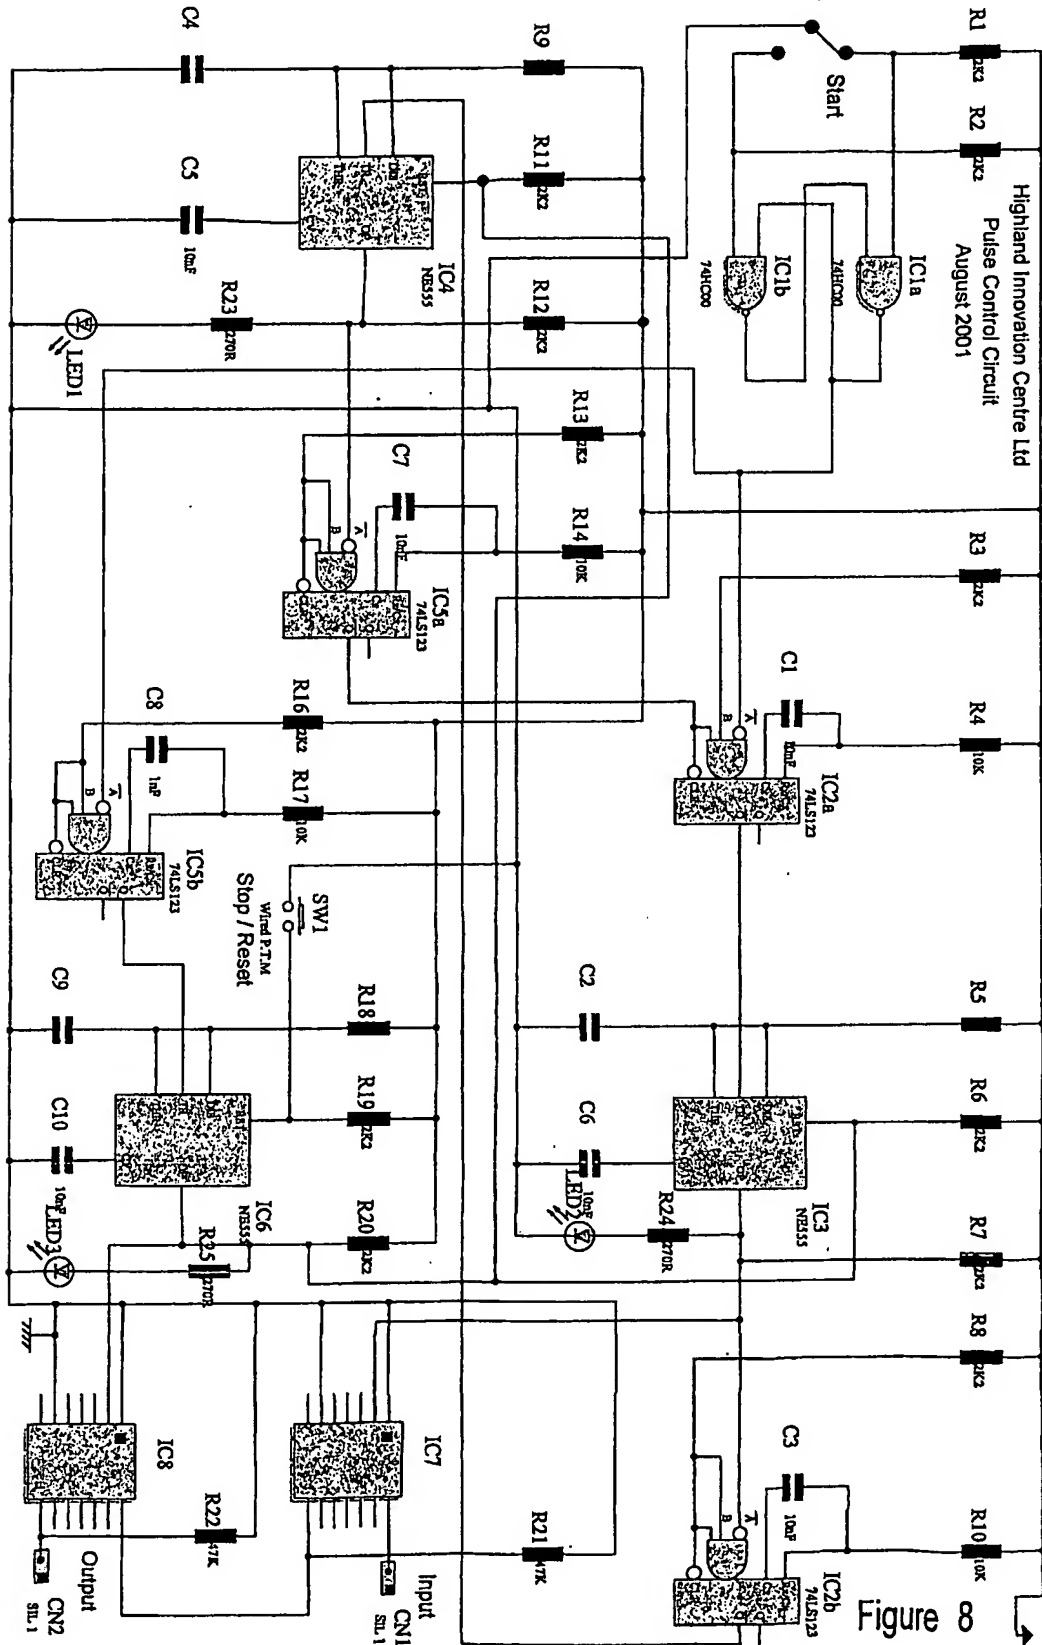 Highland Innovation Centre Ltd
Pulse Control Circuit
August 2001
R1
2K2
R2
2K2
Start
IC1a
74HC00
IC1b
74HC00
R3
2K2
R4
10K
C1
10nF
IC2a
74LS123
A
B
R5
R6
2K2
R7
2K2
R8
2K2
R10
10K
C2
C6
10nF
IC3
NE555
R24
270R
LED2
C3
10nF
IC2b
74LS123
A
B
Figure 8
R9
R11
2K2
R12
2K2
C4
C5
10nF
IC4
NE555
R23
270R
LED1
R13
2K2
R14
10K
C7
10nF
IC5a
74LS123
A
B
R16
2K2
R17
10K
C8
1nF
IC5b
74LS123
A
B
SW1
Wired P.T.M
Stop / Reset
R18
R19
2K2
R20
2K2
C9
C10
10nF
IC6
NE555
R25
270R
LED3
IC7
IC8
R21
47K
R22
47K
Input
CN1
SIL 1
Output
CN2
SIL 1